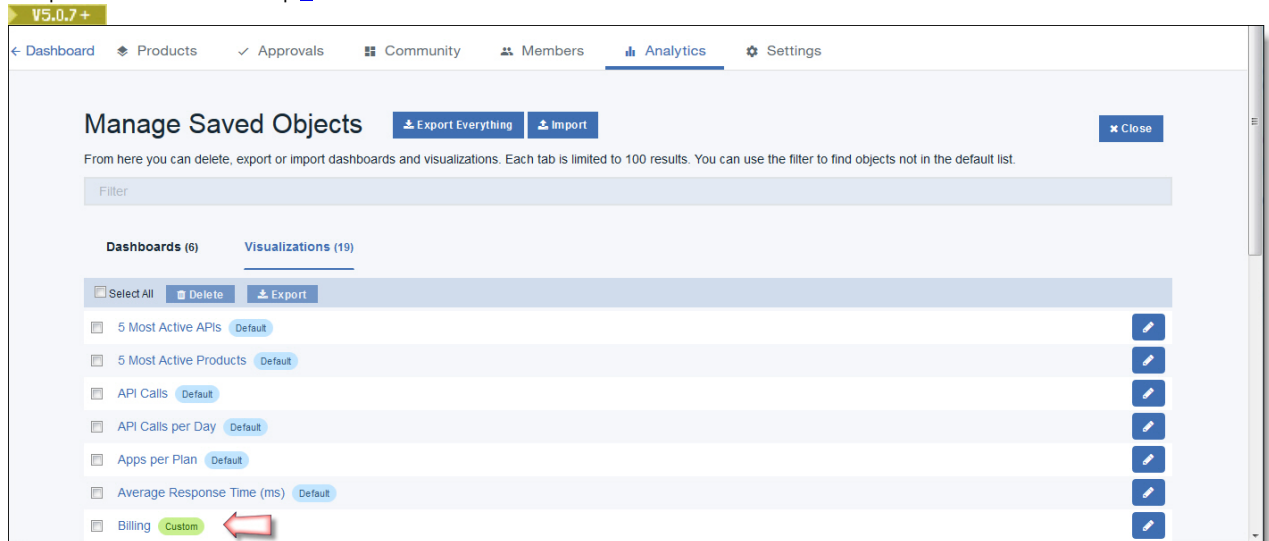 V5.0.7+
← Dashboard Products Approvals Community Members Analytics Settings
Manage Saved Objects Export Everything Import
× Close
From here you can delete, export or import dashboards and visualizations. Each tab is limited to 100 results. You can use the filter to find objects not in the default list.
Filter
Dashboards (6) Visualizations (19)
Select All Delete Export
5 Most Active APIs Default
5 Most Active Products Default
API Calls Default
API Calls per Day Default
Apps per Plan Default
Average Response Time (ms) Default
Billing Custom